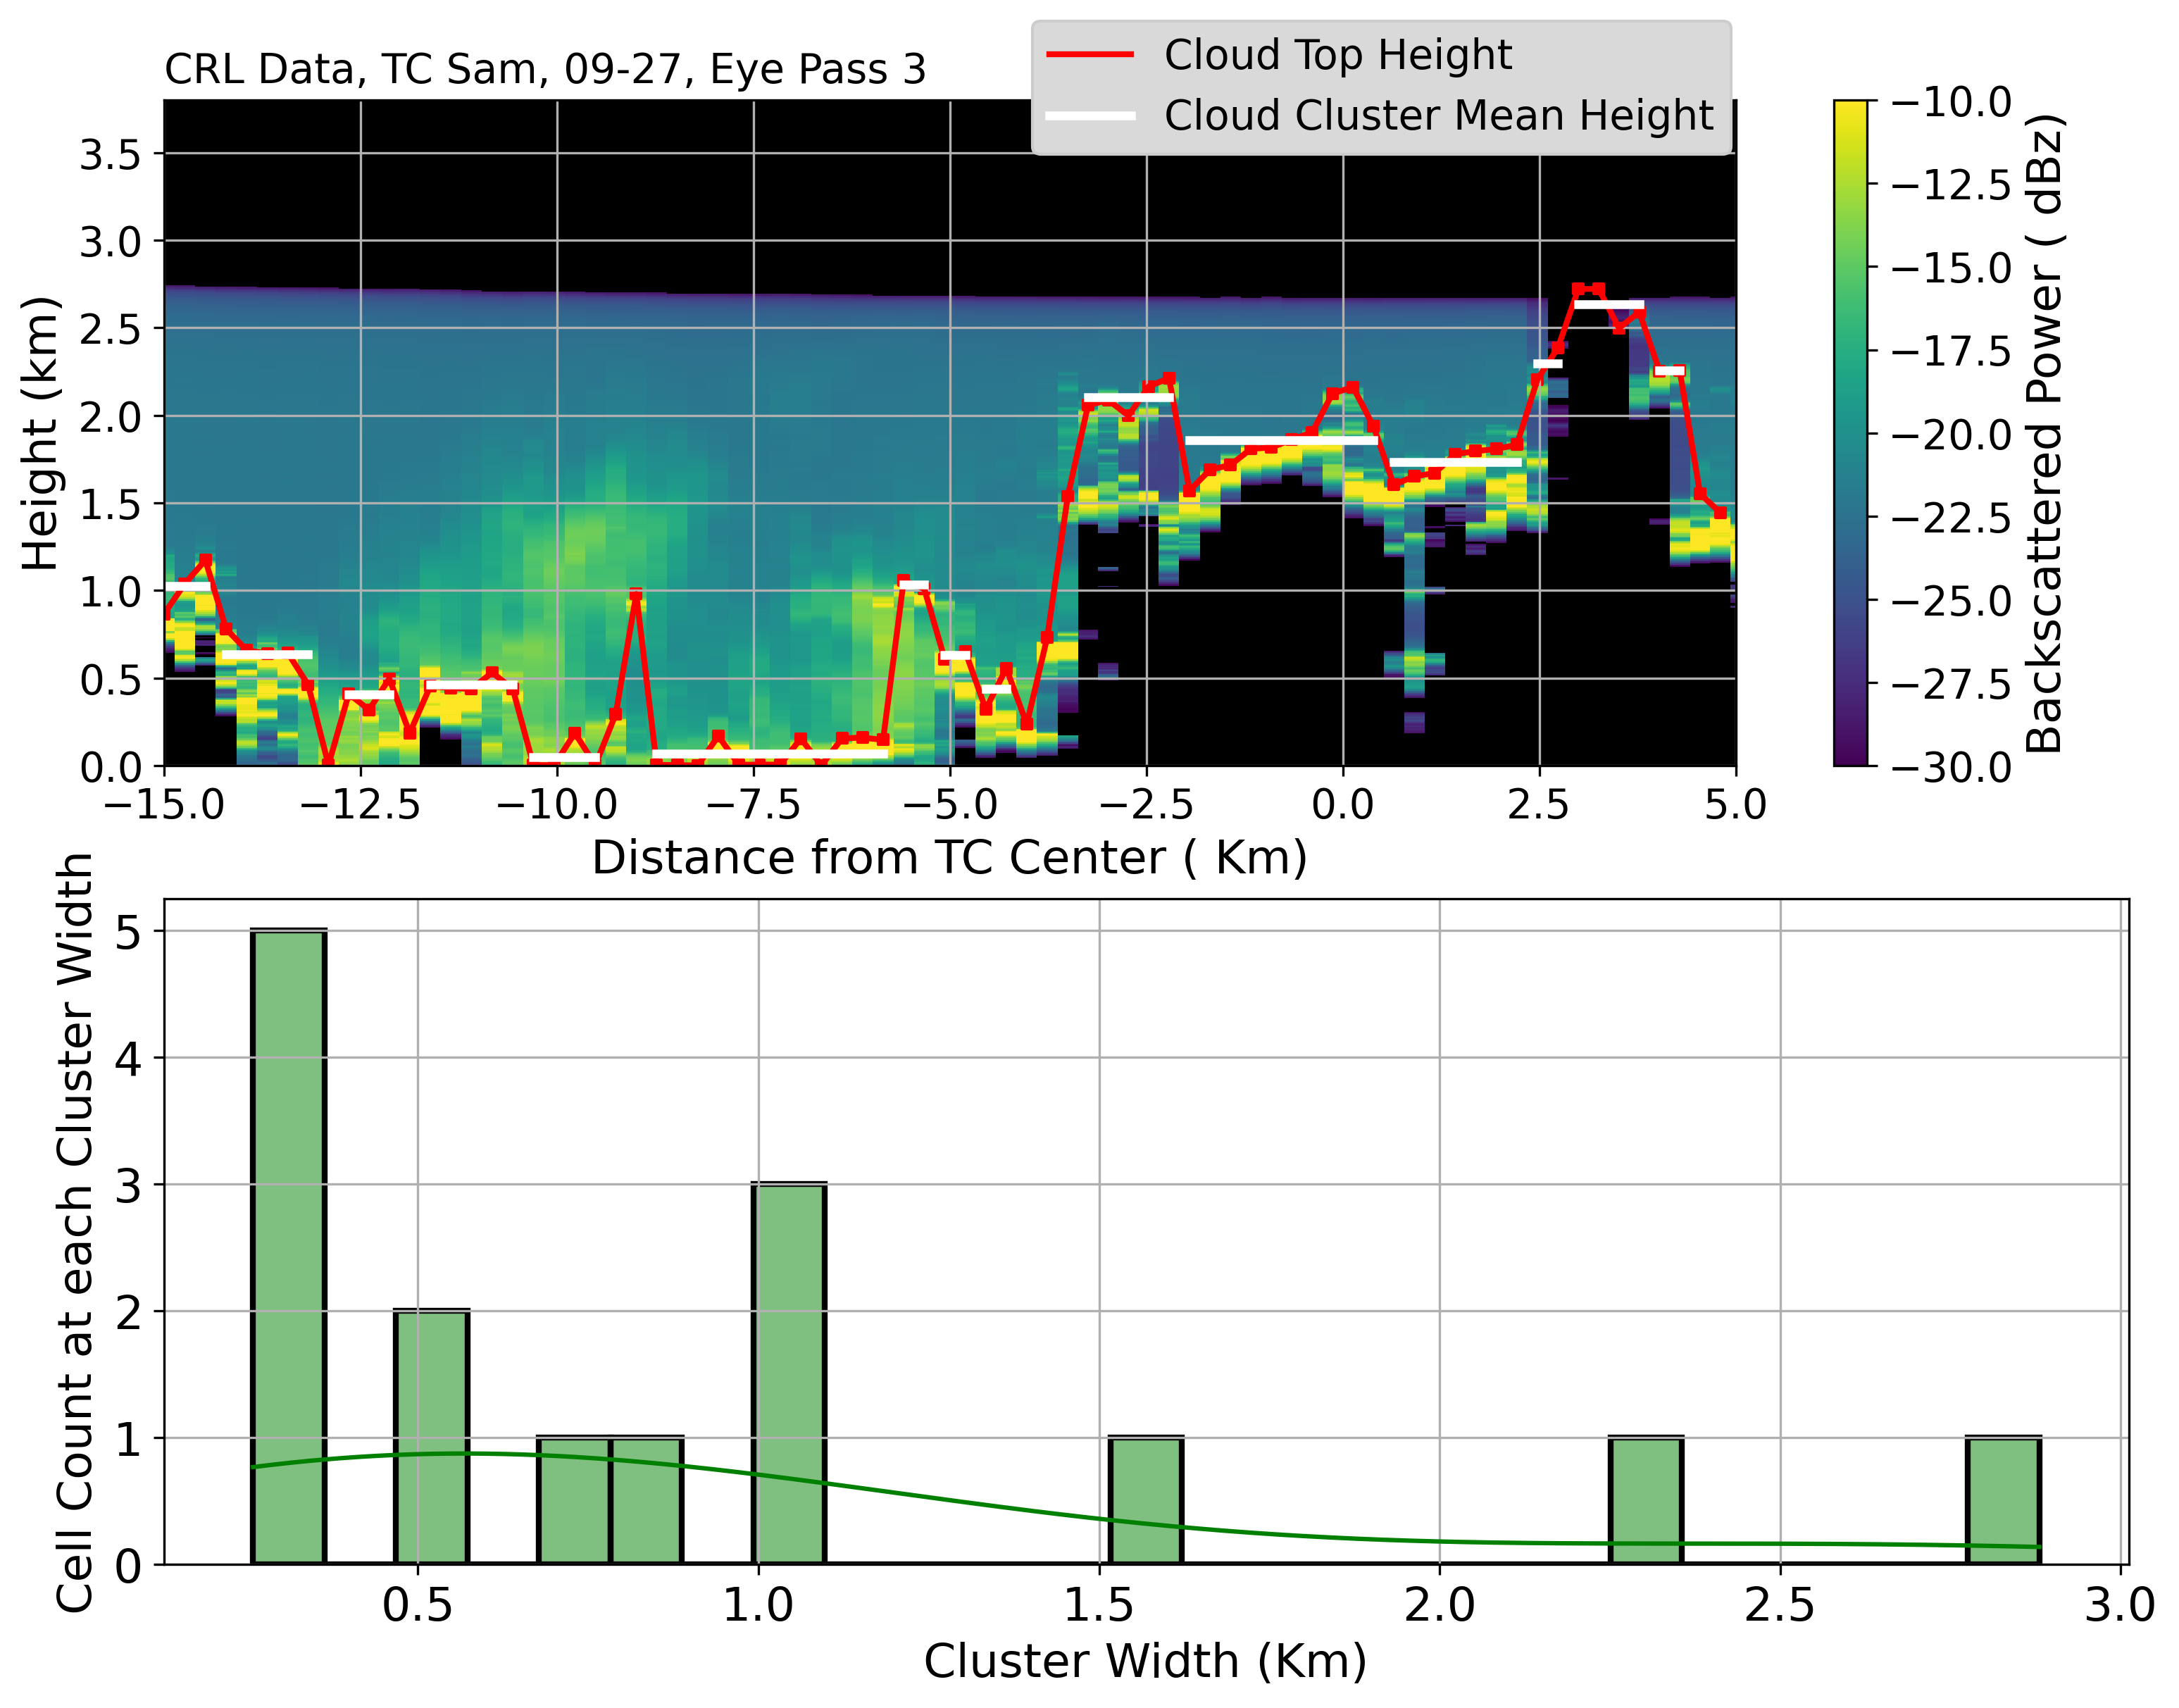 CRL Data, TC Sam, 09-27, Eye Pass 3
Cloud Top Height
Cloud Cluster Mean Height
Height (km)
3.5
3.0
2.5
2.0
1.5
1.0
0.5
0.0
−15.0 −12.5 −10.0 −7.5 −5.0 −2.5 0.0 2.5 5.0
Distance from TC Center ( Km)
−10.0
−12.5
−15.0
−17.5
−20.0
−22.5
−25.0
−27.5
−30.0
Backscattered Power ( dBz)
Cell Count at each Cluster Width
5
4
3
2
1
0
0.5 1.0 1.5 2.0 2.5 3.0
Cluster Width (Km)